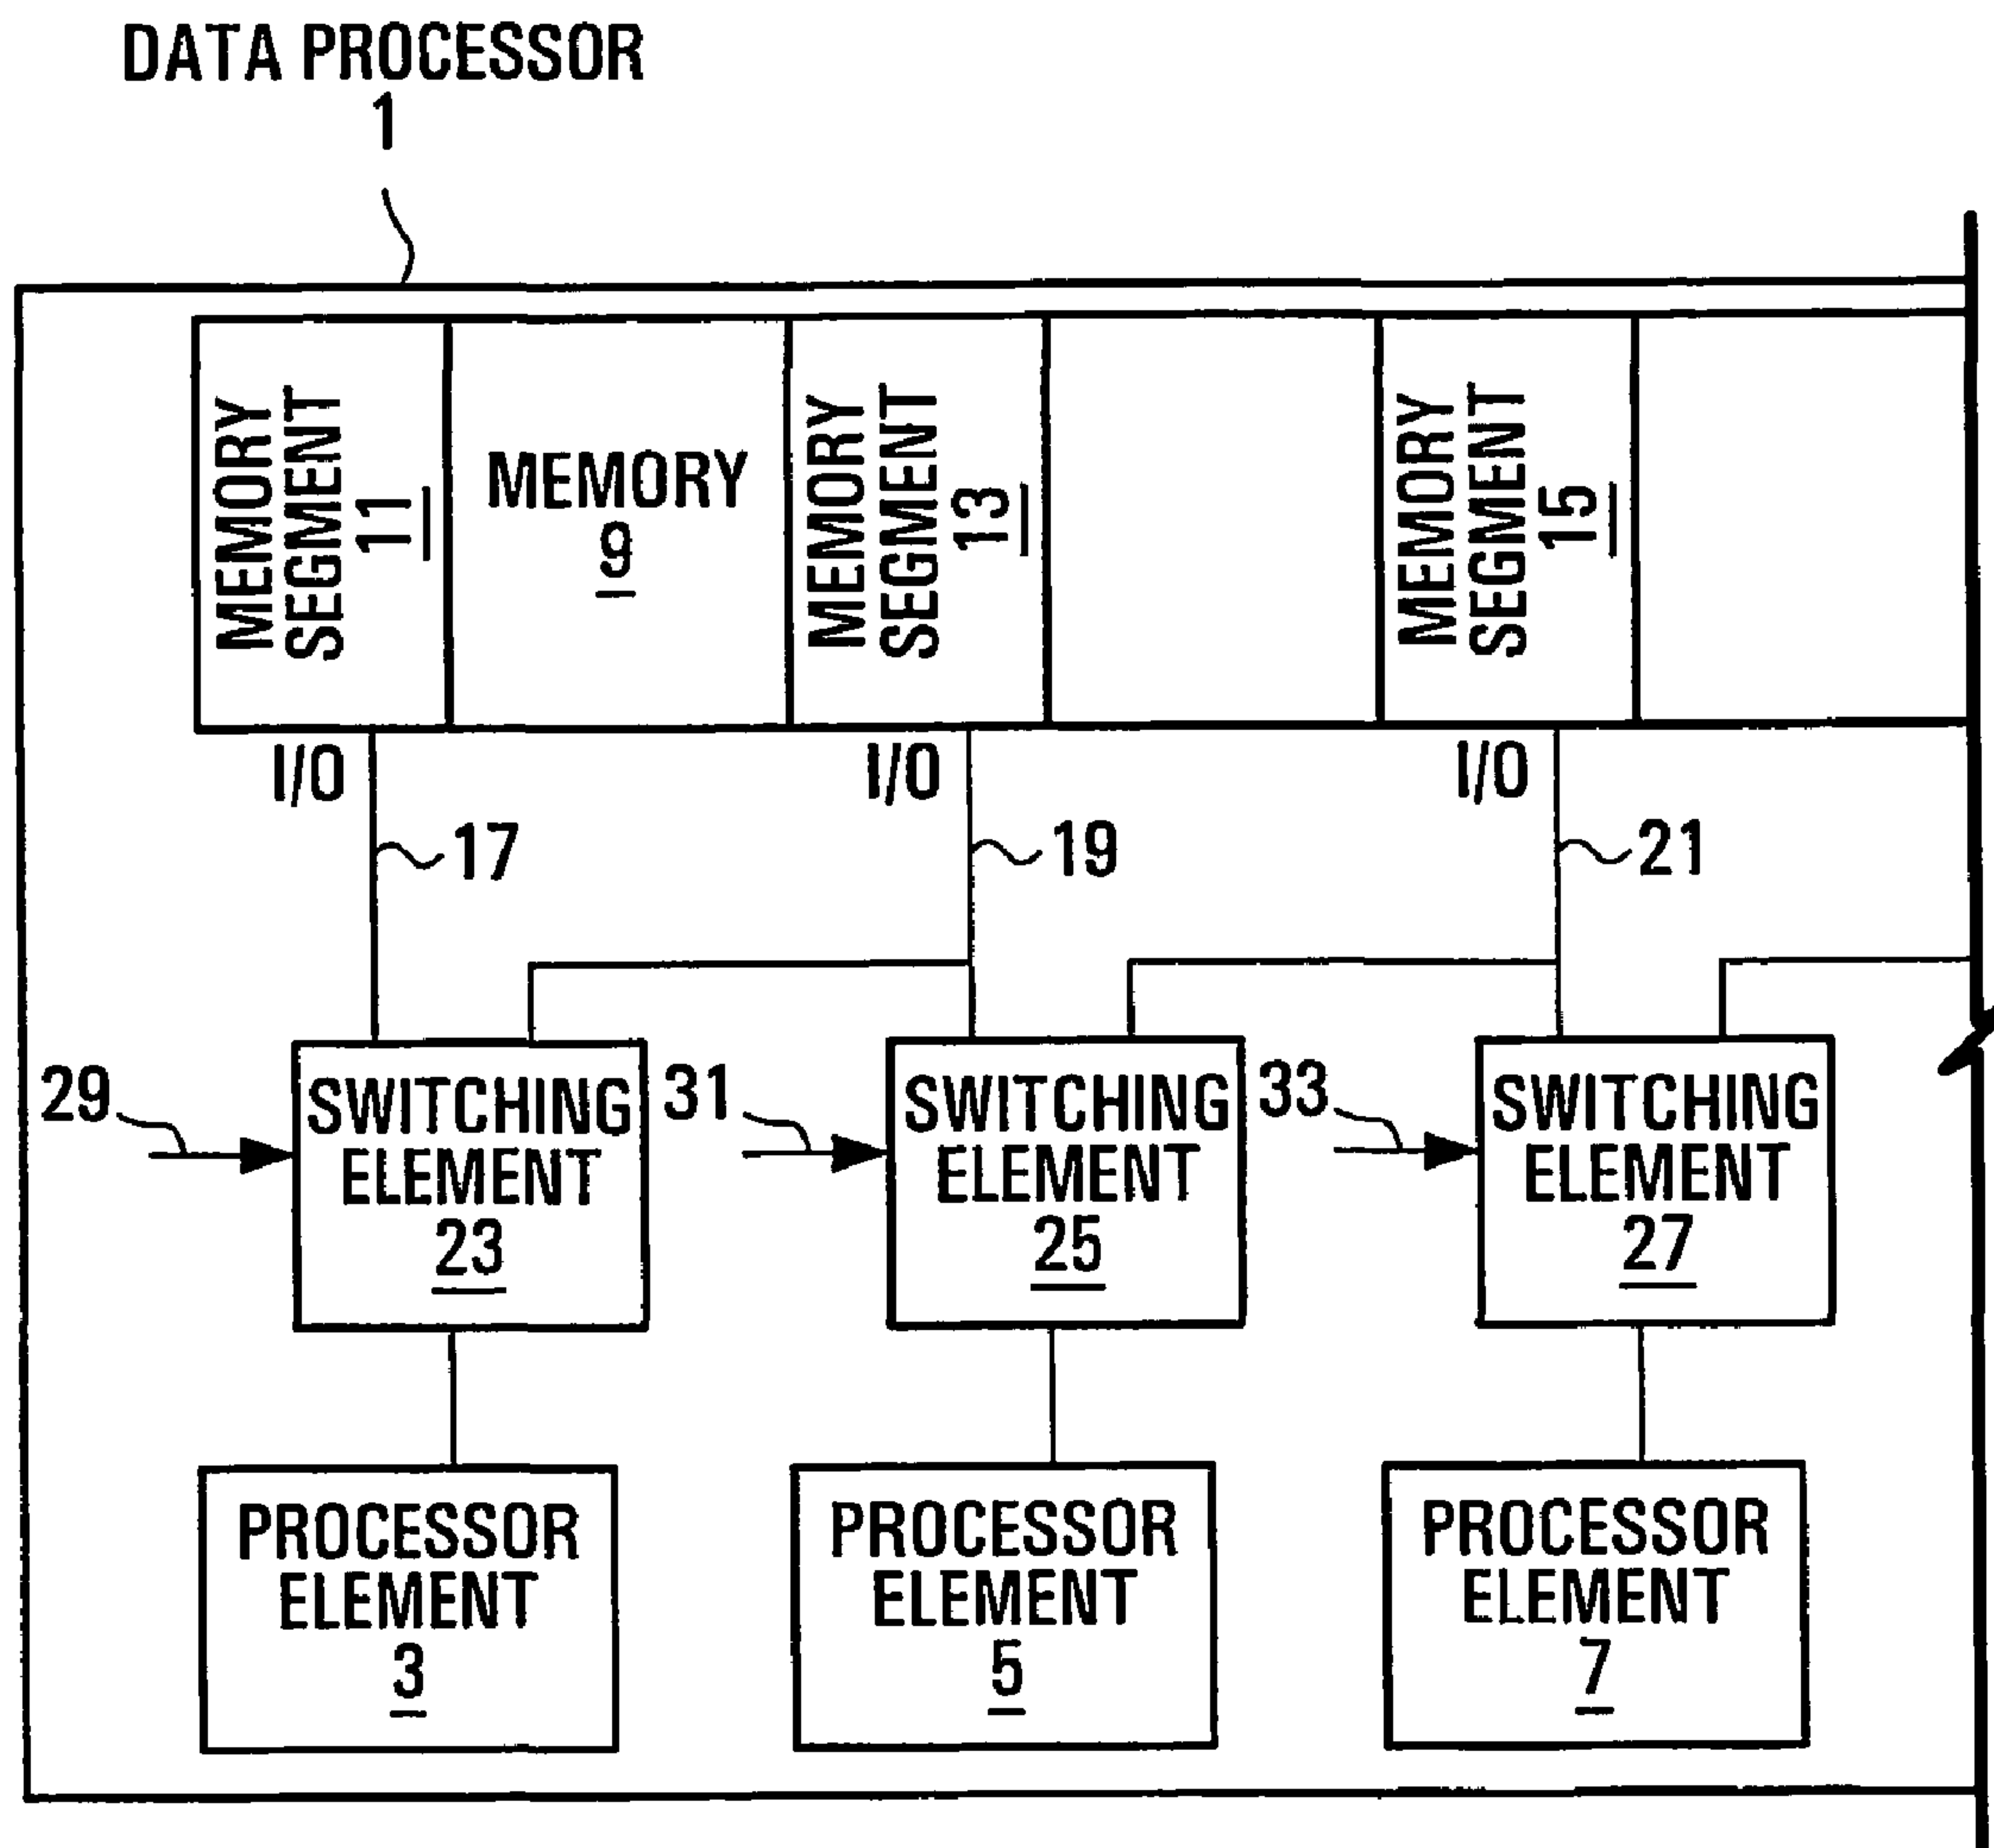 DATA PROCESSOR
1
MEMORY
SEGMENT
11
MEMORY
9
MEMORY
SEGMENT
13
MEMORY
SEGMENT
15
I/O
I/O
I/O
17
19
21
29
SWITCHING
ELEMENT
23
31
SWITCHING
ELEMENT
25
33
SWITCHING
ELEMENT
27
PROCESSOR
ELEMENT
3
PROCESSOR
ELEMENT
5
PROCESSOR
ELEMENT
7